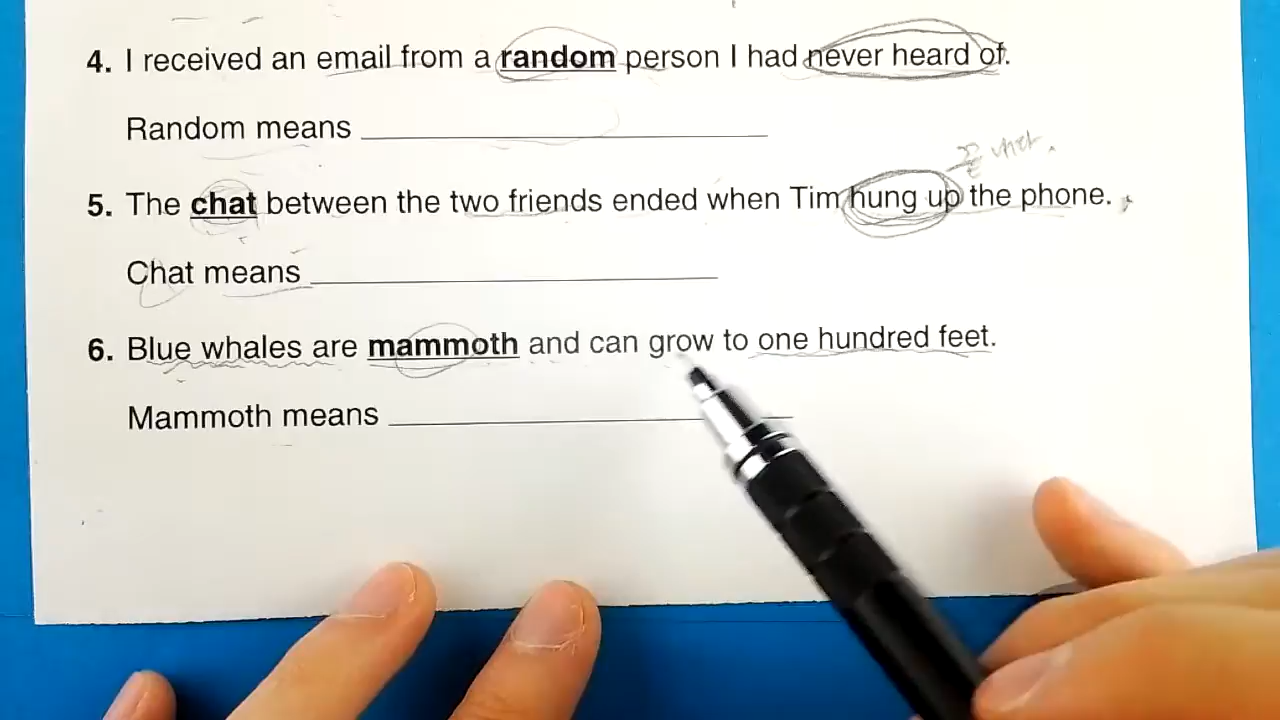 4. I received an email from a random person I had never heard of.
Random means
5. The chat between the two friends ended when Tim hung up the phone.
Chat means
6. Blue whales are mammoth and can grow to one hundred feet.
Mammoth means